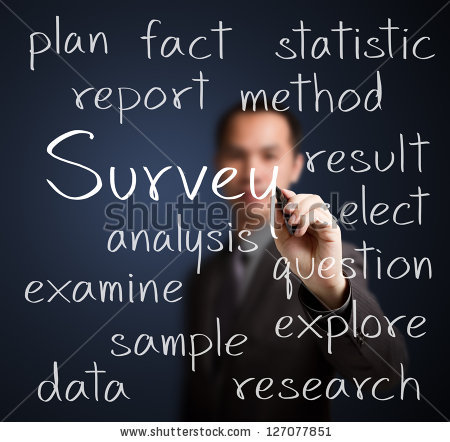 plan fact statistic
report method
Survey result
select
analysis
question
examine
explore
sample
data research
shutterstock
www.shutterstock.com · 127077851